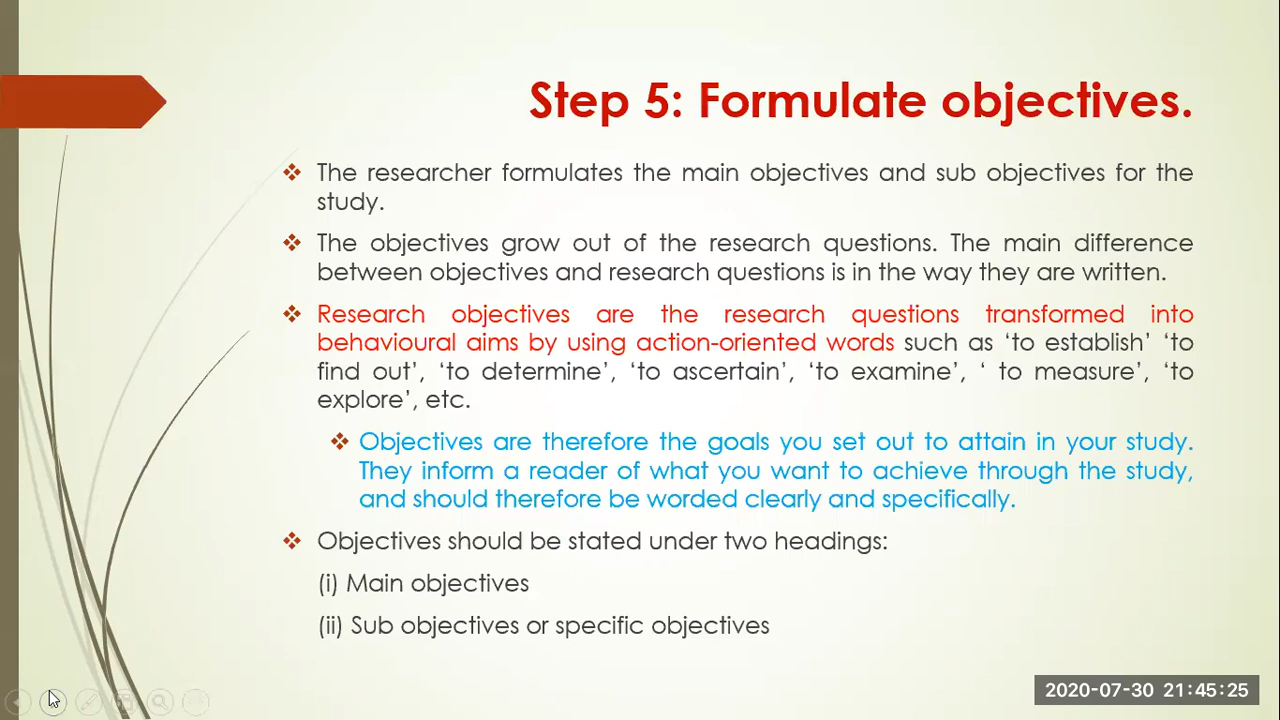 Step 5: Formulate objectives.
❖ The researcher formulates the main objectives and sub objectives for the
study.
❖ The objectives grow out of the research questions. The main difference
between objectives and research questions is in the way they are written.
❖ Research objectives are the research questions transformed into
behavioural aims by using action-oriented words such as ‘to establish’ ‘to
find out’, ‘to determine’, ‘to ascertain’, ‘to examine’, ‘ to measure’, ‘to
explore’, etc.
❖ Objectives are therefore the goals you set out to attain in your study.
They inform a reader of what you want to achieve through the study,
and should therefore be worded clearly and specifically.
❖ Objectives should be stated under two headings:
(i) Main objectives
(ii) Sub objectives or specific objectives
2020-07-30 21:45:25